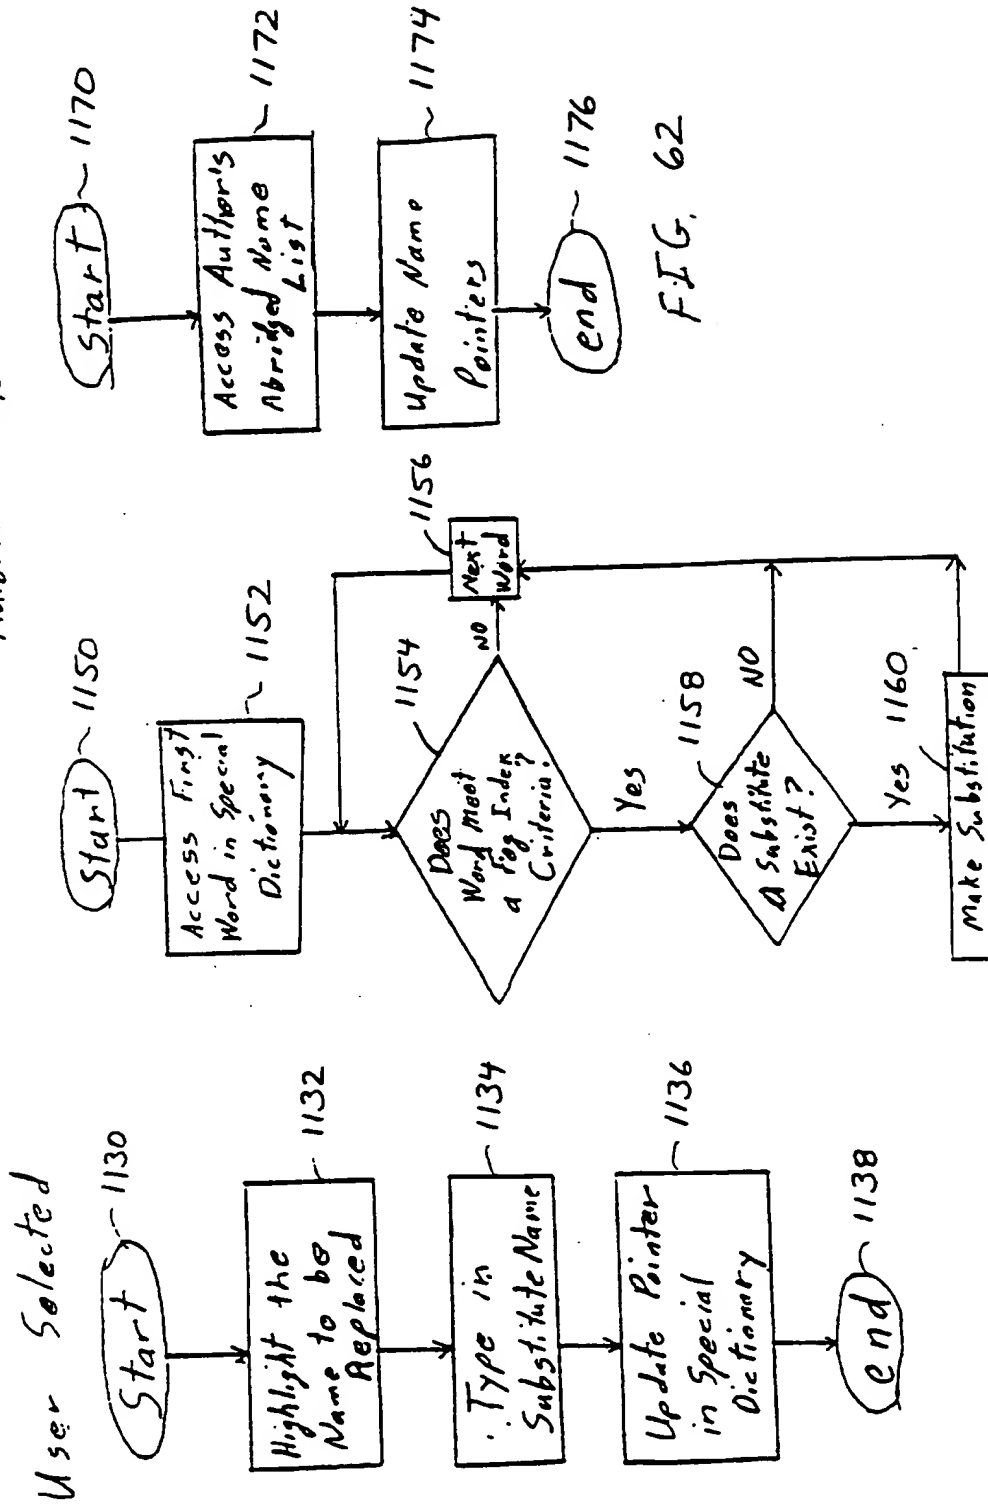 User Selected
Start
1130
Highlight the
Name to be
Replaced
1132
Type in
Substitute Name
1134
Update Pointer
in Special
Dictionary
1136
end
1138
Start
1150
Access First
Word in Special
Dictionary
1152
Does
Word Meet
a Fog Index
Criteria?
1154
NO
Next
Word
1156
Yes
Does
A Substitute
Exist?
1158
NO
Yes
Make Substitution
1160
Start
1170
Access Author's
Abridged Name
List
1172
Update Name
Pointers
1174
end
1176
FIG. 62